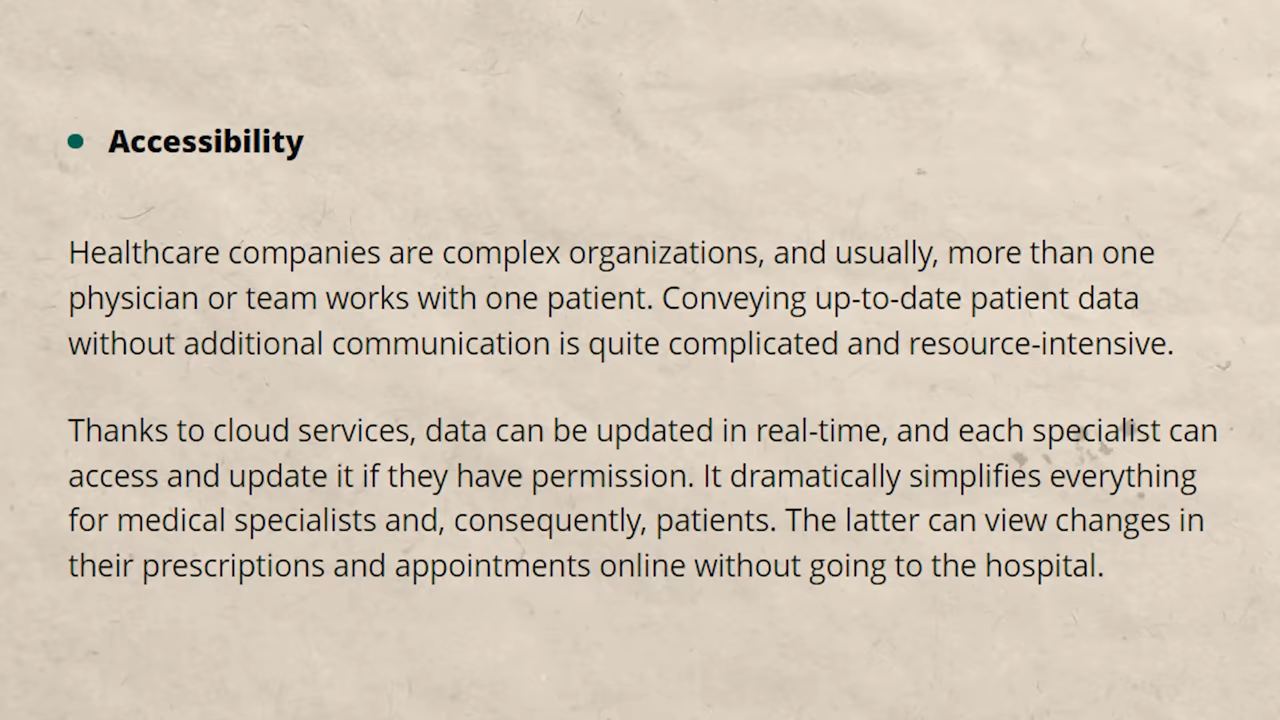 • Accessibility
Healthcare companies are complex organizations, and usually, more than one
physician or team works with one patient. Conveying up-to-date patient data
without additional communication is quite complicated and resource-intensive.
Thanks to cloud services, data can be updated in real-time, and each specialist can
access and update it if they have permission. It dramatically simplifies everything
for medical specialists and, consequently, patients. The latter can view changes in
their prescriptions and appointments online without going to the hospital.